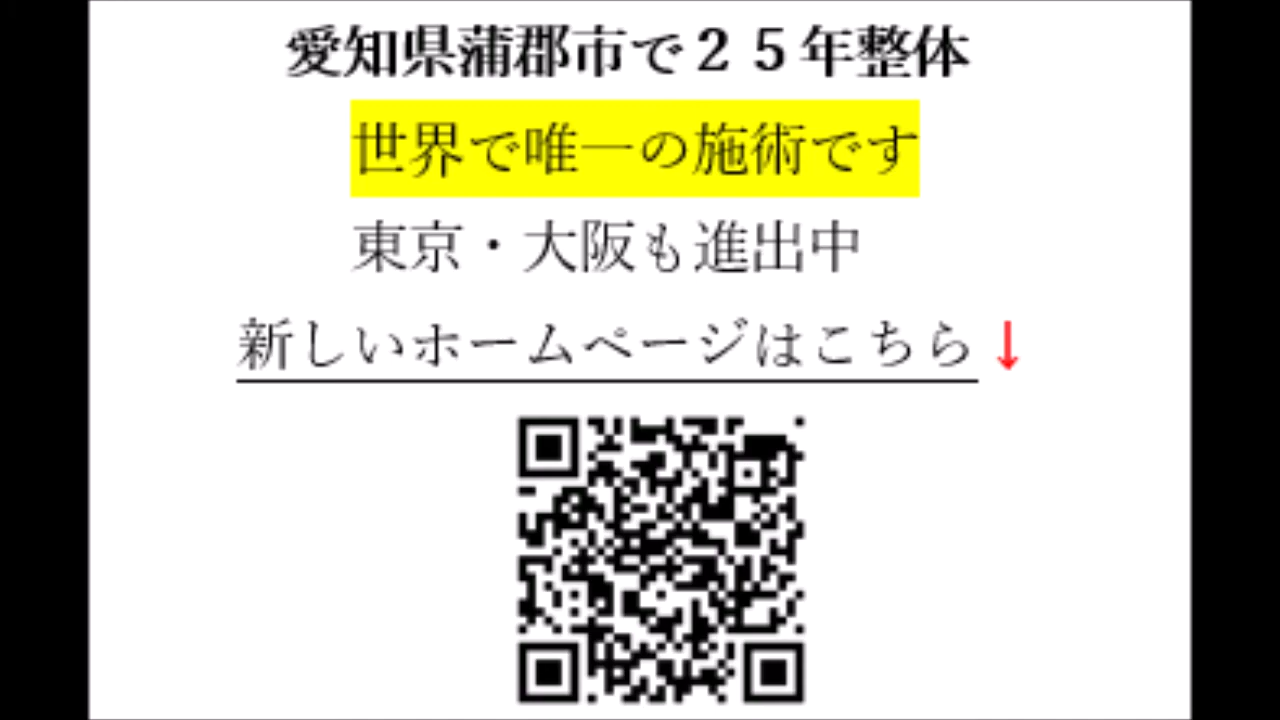 愛知県蒲郡市で２５年整体
世界で唯一の施術です
東京・大阪も進出中
新しいホームページはこちら↓